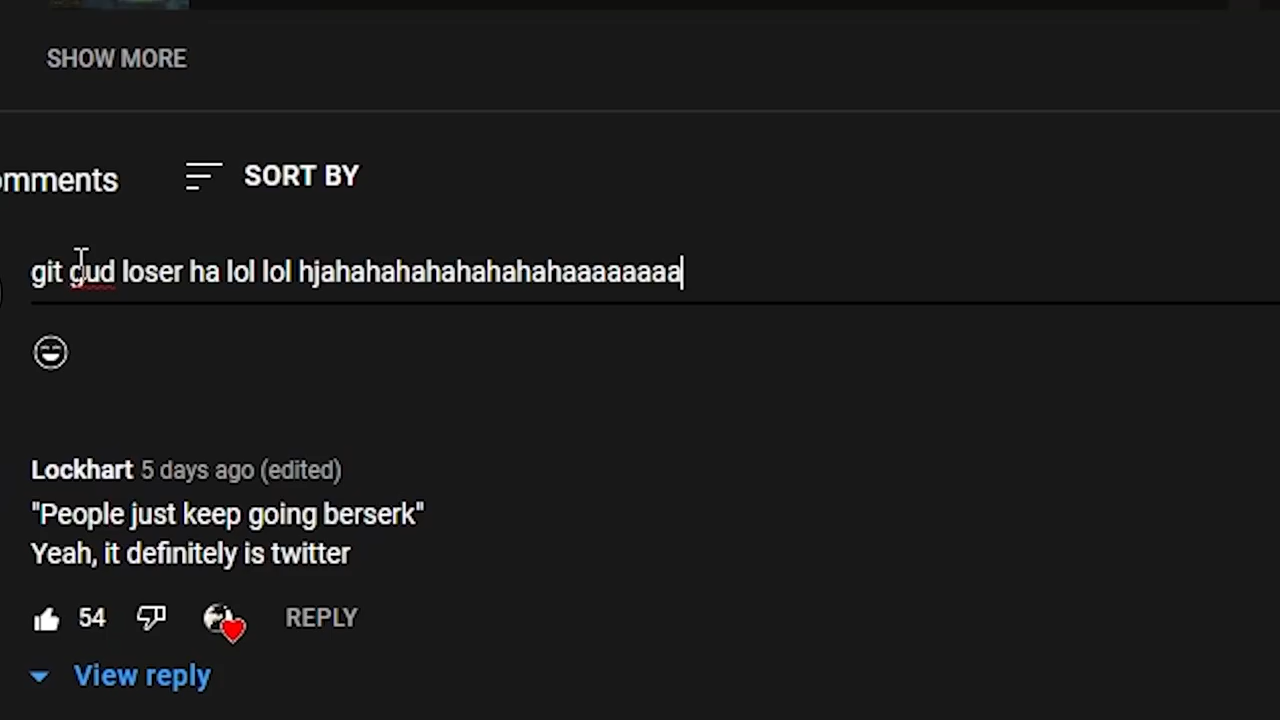 SHOW MORE
omments
SORT BY
git gud loser ha lol lol hjahahahahahahahahaaaaaaaa
Lockhart 5 days ago (edited)
"People just keep going berserk"
Yeah, it definitely is twitter
54
REPLY
View reply